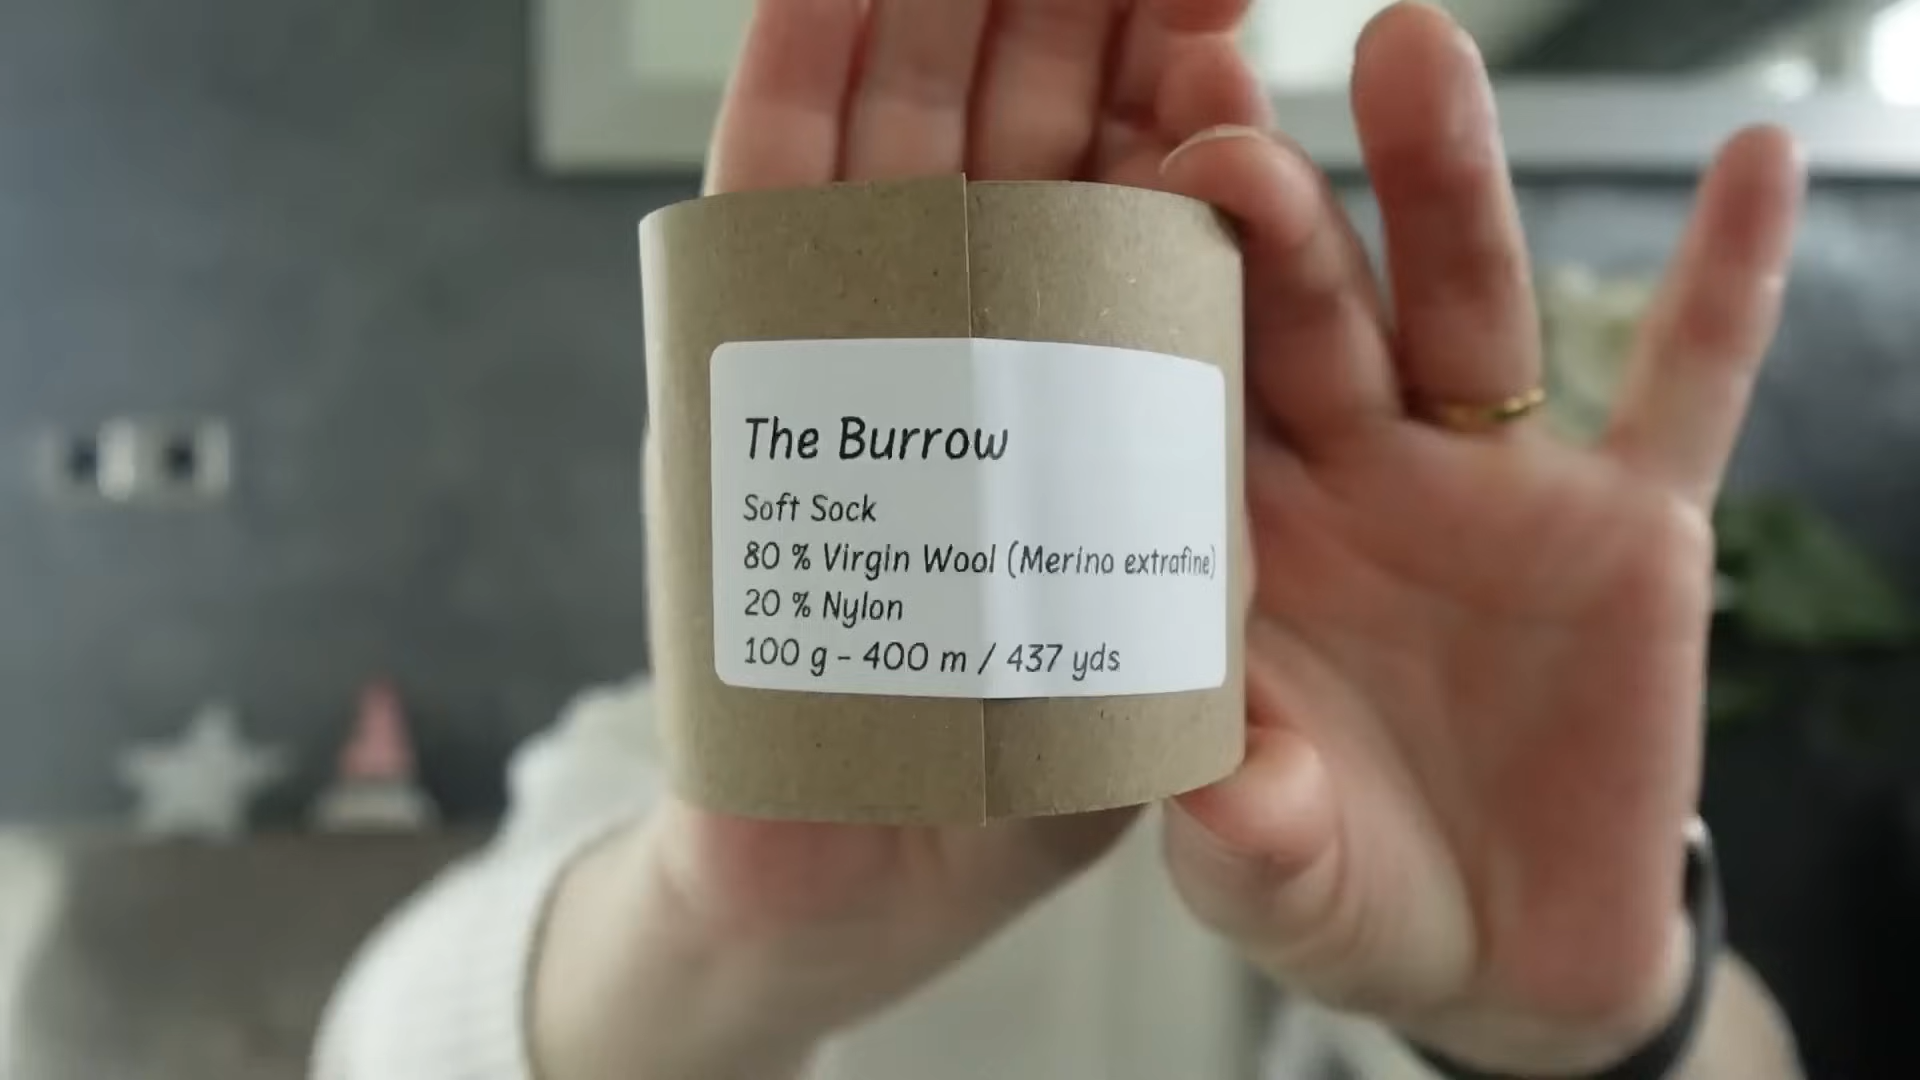 The Burrow
Soft Sock
80 % Virgin Wool (Merino extrafine)
20 % Nylon
100 g - 400 m / 437 yds